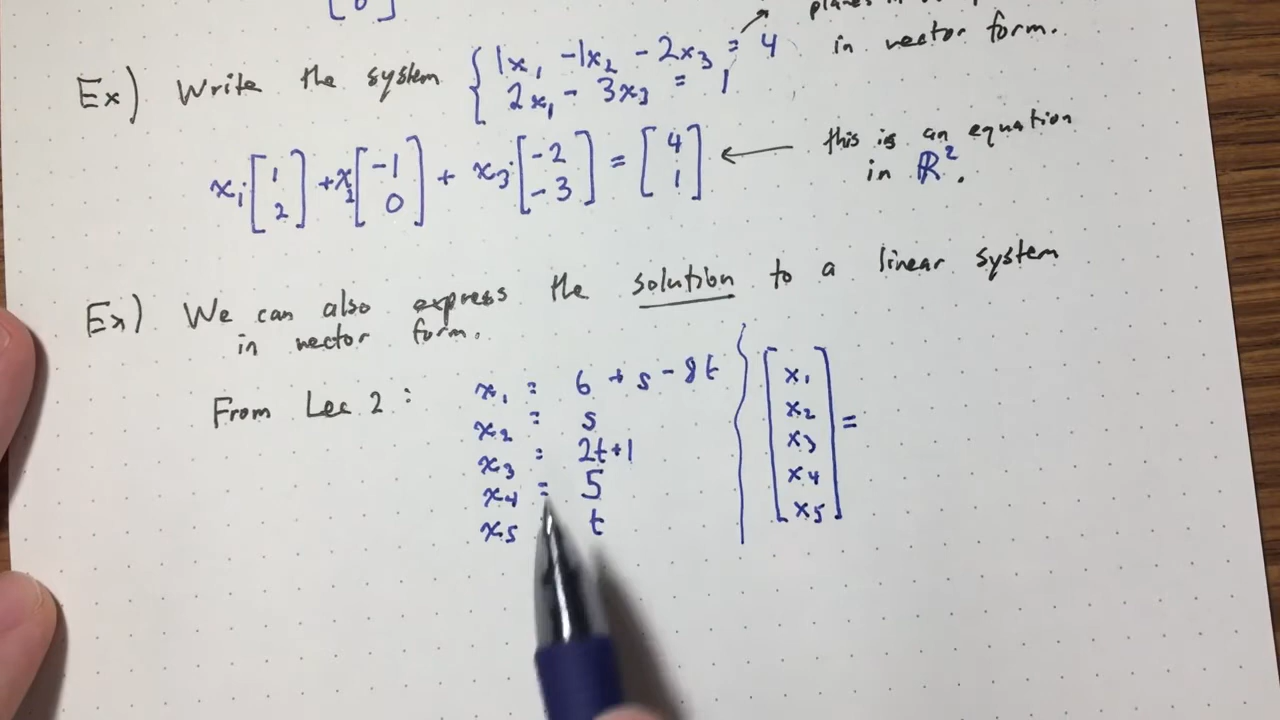 [0]
planes in
Ex) Write the system { 1x₁ -1x₂ - 2x₃ = 4 in vector form.
2x₁ - 3x₃ = 1
x₁ [1 2] + x₂ [-1 0] + x₃ · [-2 -3] = [4 1] ← this is an equation
in ℝ².
Ex) We can also express the solution to a linear system
in vector form.
From Lec 2 : x₁ = 6 + s - 8t
x₂ = s
x₃ = 2t+1
x₄ = 5
x₅ t
[x₁ x₂ x₃ x₄ x₅] =